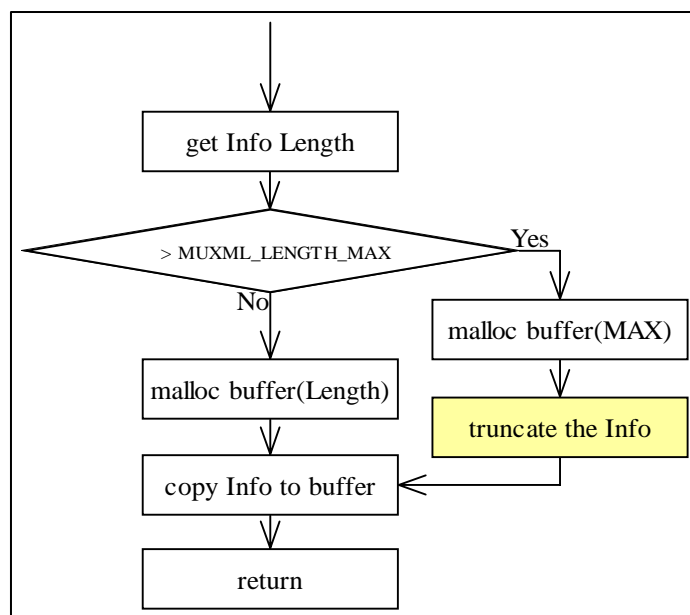 get Info Length
> MUXML_LENGTH_MAX
Yes
No
malloc buffer(MAX)
malloc buffer(Length)
truncate the Info
copy Info to buffer
return